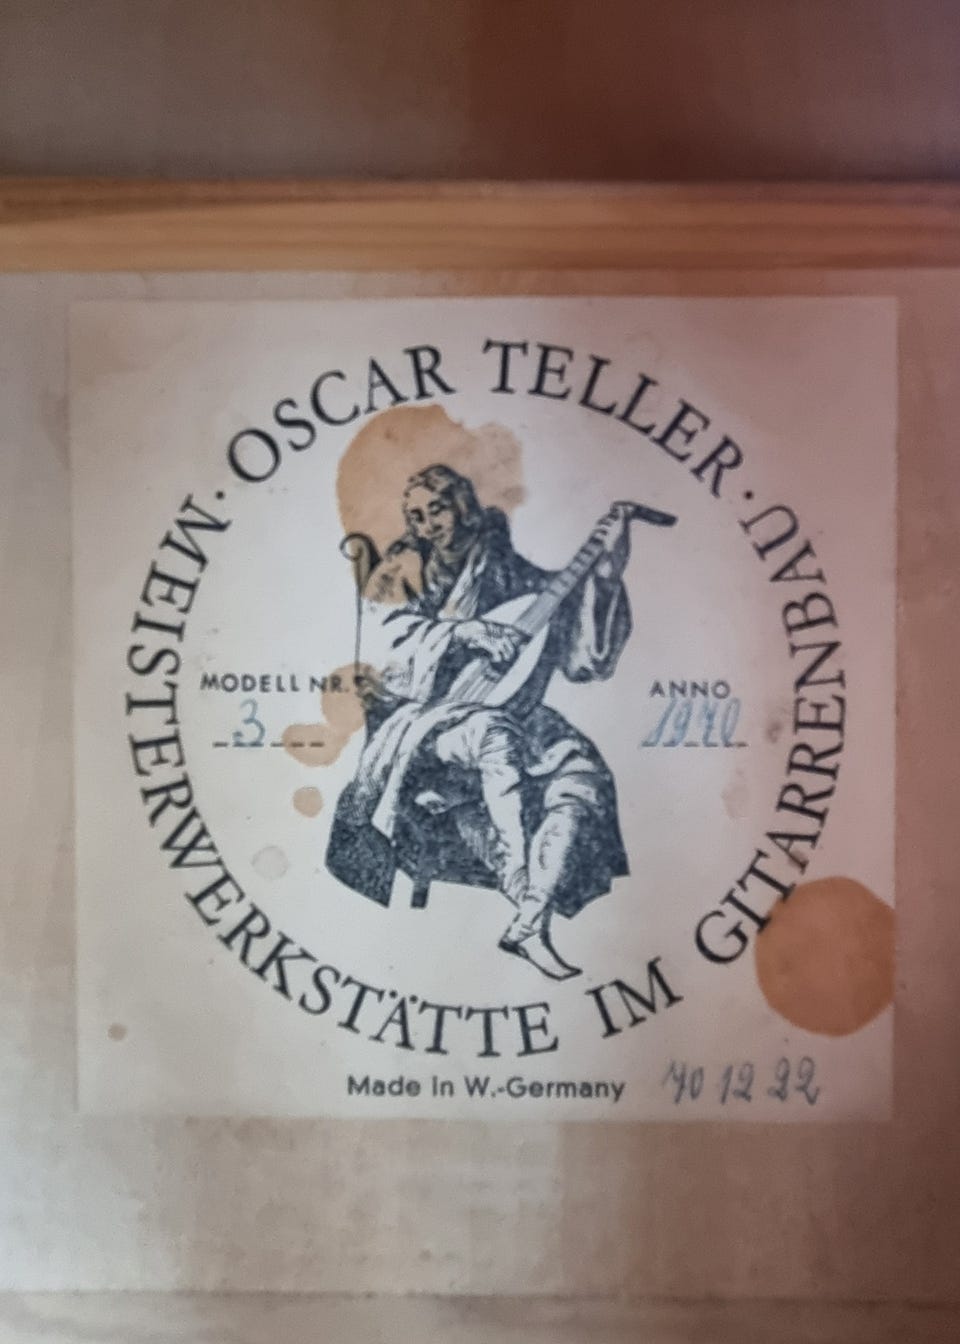 · OSCAR TELLER ·
MEISTERWERKSTÄTTE IM GITARRENBAU
MODELL NR.
3
ANNO
1970
Made in W.-Germany
70 12 22